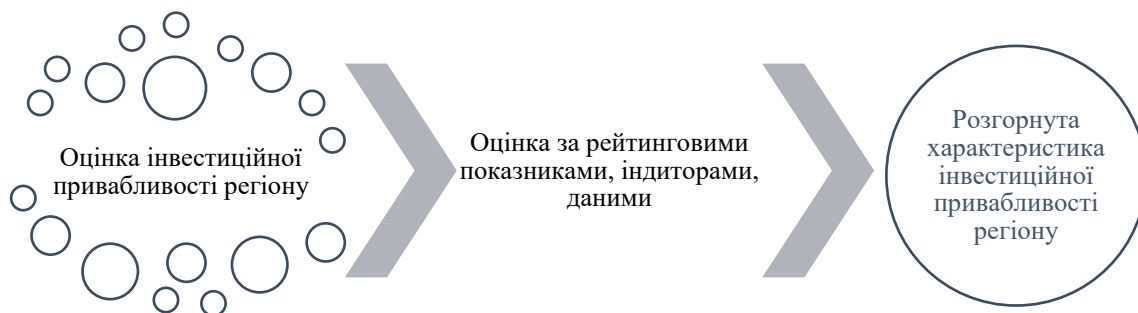 Оцінка інвестиційної
привабливості регіону
Оцінка за рейтинговими
показниками, індиторами,
даними
Розгорнута
характеристика
інвестиційної
привабливості
регіону